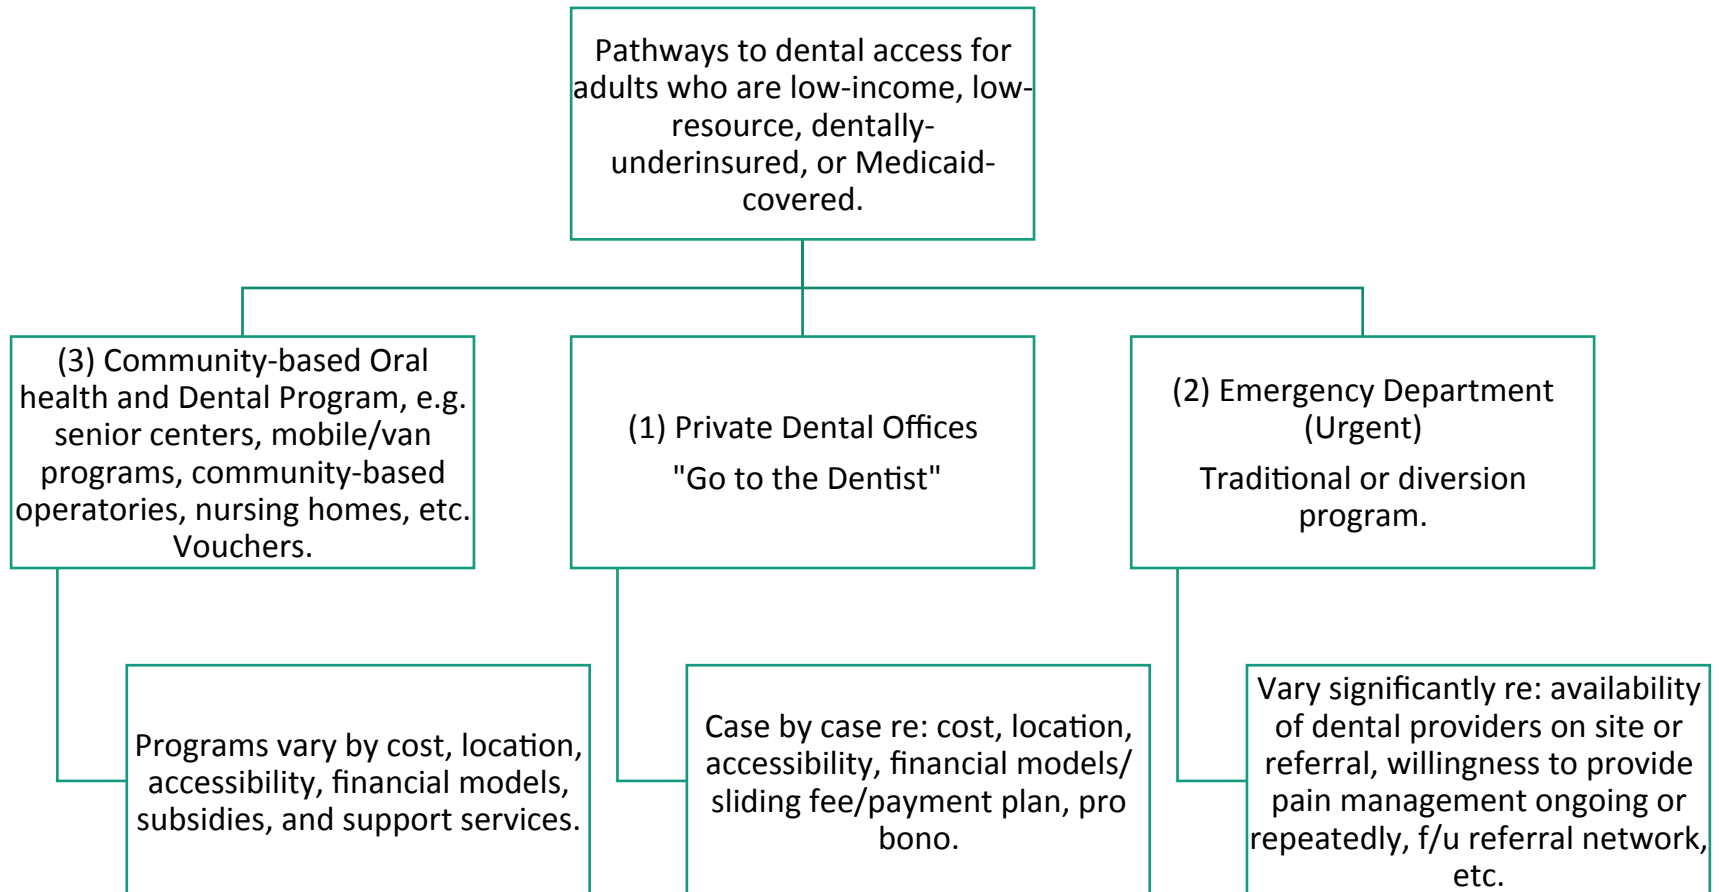 Pathways to dental access for
adults who are low-income, low-
resource, dentally-
underinsured, or Medicaid-
covered.
(3) Community-based Oral
health and Dental Program, e.g.
senior centers, mobile/van
programs, community-based
operatories, nursing homes, etc.
Vouchers.
(1) Private Dental Offices
"Go to the Dentist"
(2) Emergency Department
(Urgent)
Traditional or diversion
program.
Programs vary by cost, location,
accessibility, financial models,
subsidies, and support services.
Case by case re: cost, location,
accessibility, financial models/
sliding fee/payment plan, pro
bono.
Vary significantly re: availability
of dental providers on site or
referral, willingness to provide
pain management ongoing or
repeatedly, f/u referral network,
etc.